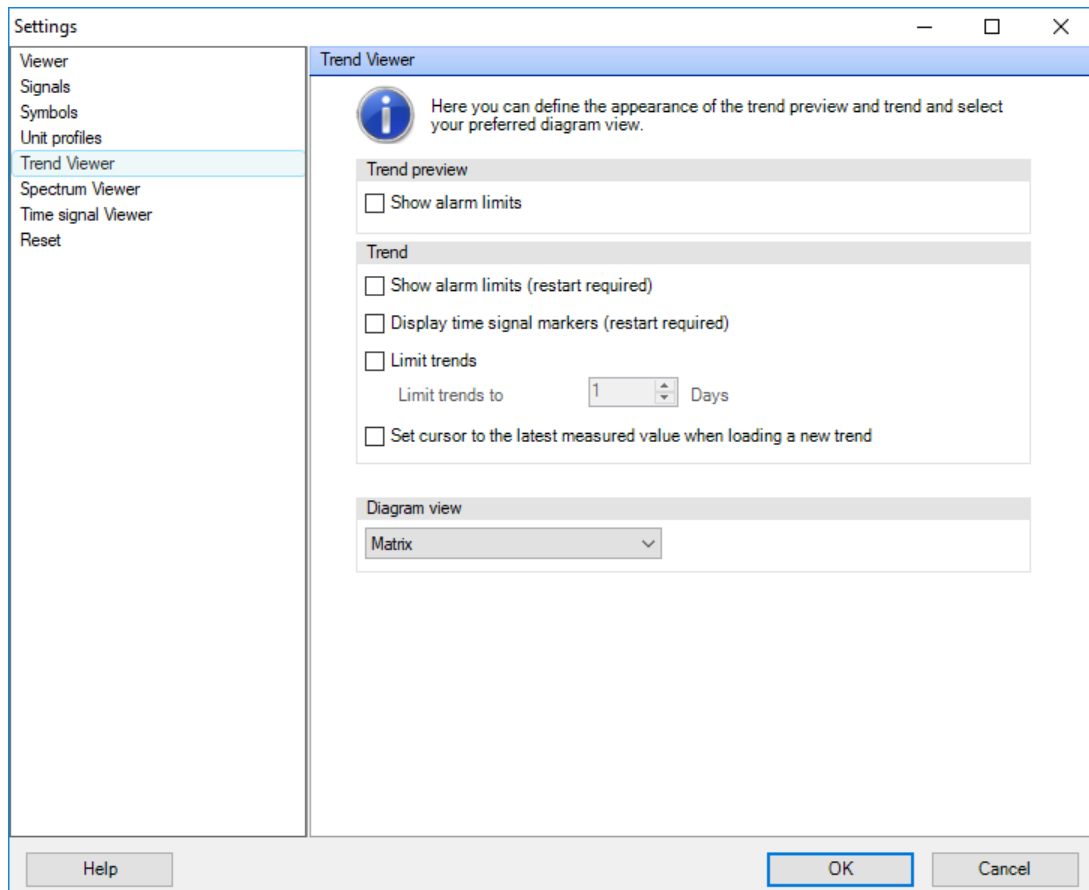 Settings
Viewer
Signals
Symbols
Unit profiles
Trend Viewer
Spectrum Viewer
Time signal Viewer
Reset
Trend Viewer
Here you can define the appearance of the trend preview and trend and select
your preferred diagram view.
Trend preview
Show alarm limits
Trend
Show alarm limits (restart required)
Display time signal markers (restart required)
Limit trends
Limit trends to 1 Days
Set cursor to the latest measured value when loading a new trend
Diagram view
Matrix
Help OK Cancel